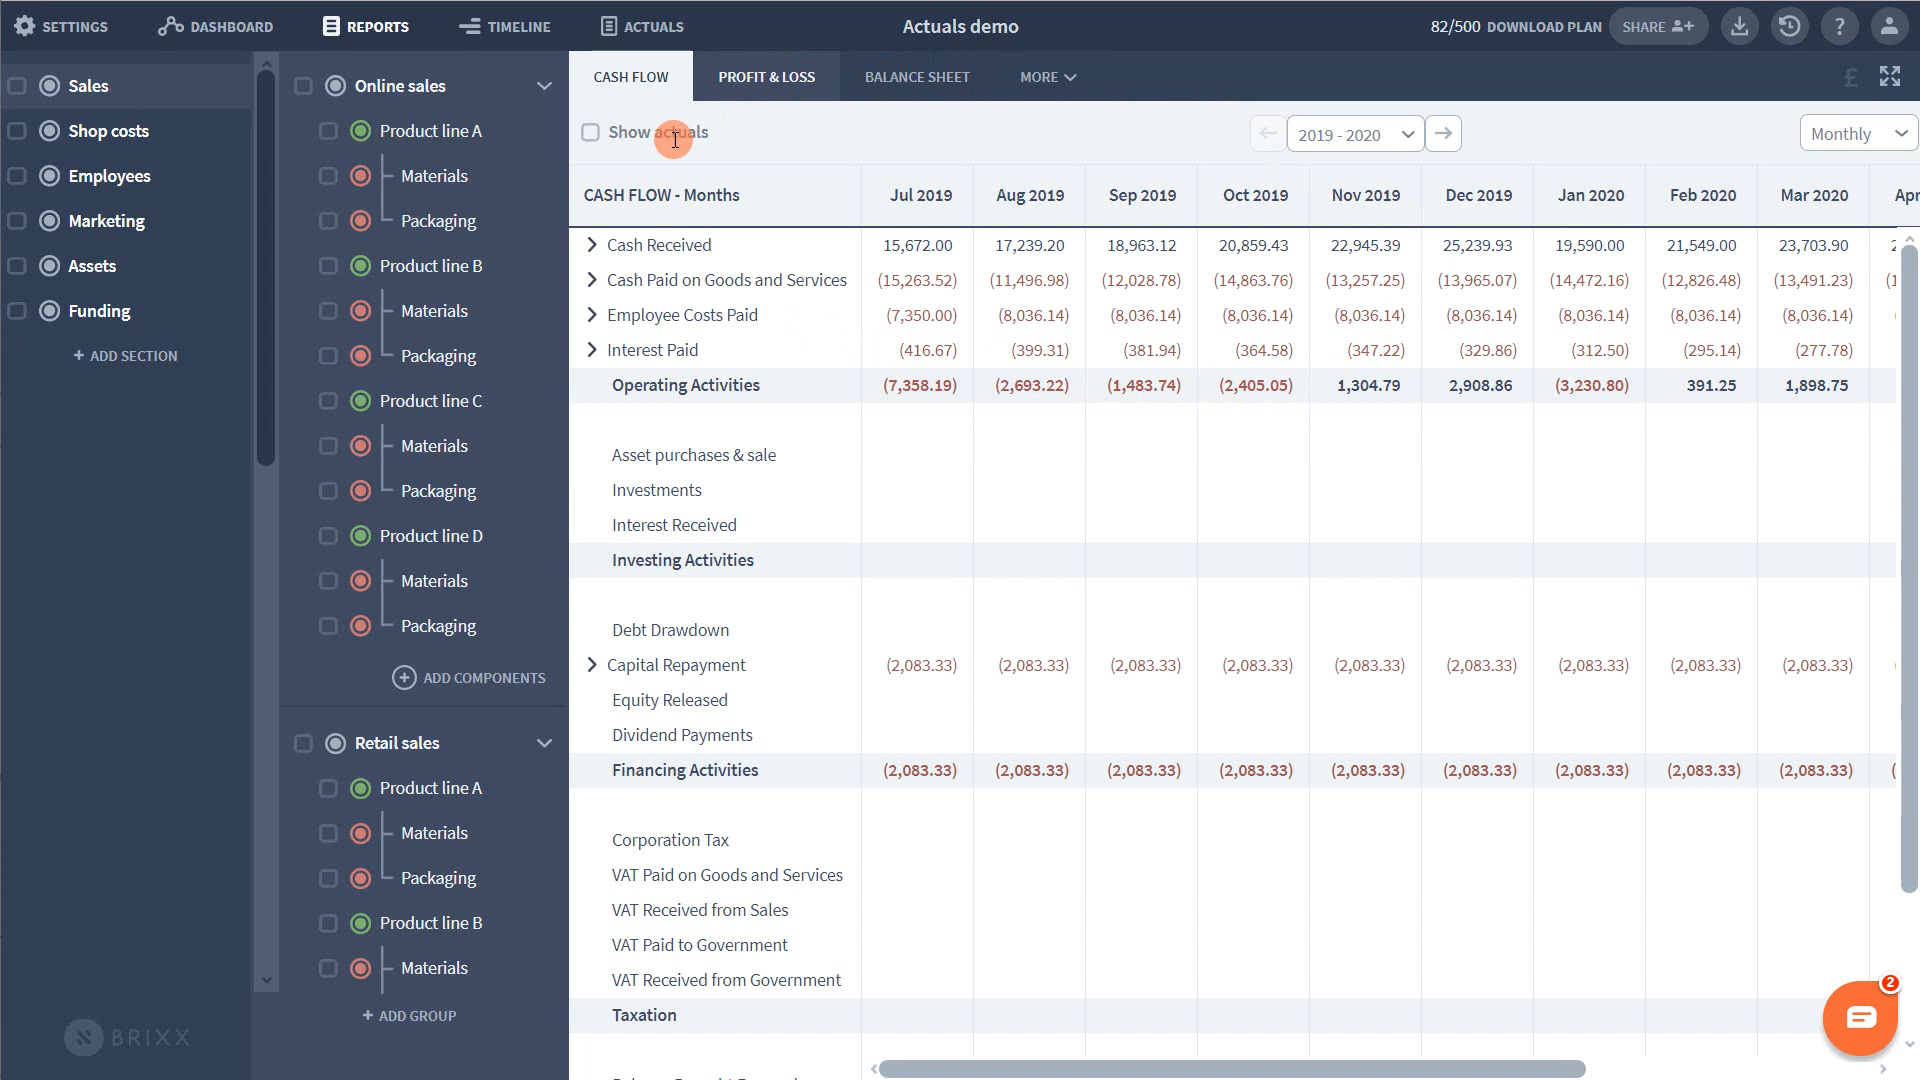 SETTINGS DASHBOARD REPORTS TIMELINE ACTUALS Actuals demo 82/500 DOWNLOAD PLAN SHARE ?
Sales
Shop costs
Employees
Marketing
Assets
Funding
+ ADD SECTION
BRIXX
Online sales
Product line A
Materials
Packaging
Product line B
Materials
Packaging
Product line C
Materials
Packaging
Product line D
Materials
Packaging
ADD COMPONENTS
Retail sales
Product line A
Materials
Packaging
Product line B
Materials
+ ADD GROUP
CASH FLOW PROFIT & LOSS BALANCE SHEET MORE £
Show actuals 2019 - 2020 Monthly
CASH FLOW - Months Jul 2019 Aug 2019 Sep 2019 Oct 2019 Nov 2019 Dec 2019 Jan 2020 Feb 2020 Mar 2020 Apr
Cash Received 15,672.00 17,239.20 18,963.12 20,859.43 22,945.39 25,239.93 19,590.00 21,549.00 23,703.90
Cash Paid on Goods and Services (15,263.52) (11,496.98) (12,028.78) (14,863.76) (13,257.25) (13,965.07) (14,472.16) (12,826.48) (13,491.23)
Employee Costs Paid (7,350.00) (8,036.14) (8,036.14) (8,036.14) (8,036.14) (8,036.14) (8,036.14) (8,036.14) (8,036.14)
Interest Paid (416.67) (399.31) (381.94) (364.58) (347.22) (329.86) (312.50) (295.14) (277.78)
Operating Activities (7,358.19) (2,693.22) (1,483.74) (2,405.05) 1,304.79 2,908.86 (3,230.80) 391.25 1,898.75
Asset purchases & sale
Investments
Interest Received
Investing Activities
Debt Drawdown
Capital Repayment (2,083.33) (2,083.33) (2,083.33) (2,083.33) (2,083.33) (2,083.33) (2,083.33) (2,083.33) (2,083.33)
Equity Released
Dividend Payments
Financing Activities (2,083.33) (2,083.33) (2,083.33) (2,083.33) (2,083.33) (2,083.33) (2,083.33) (2,083.33) (2,083.33)
Corporation Tax
VAT Paid on Goods and Services
VAT Received from Sales
VAT Paid to Government
VAT Received from Government
Taxation
2